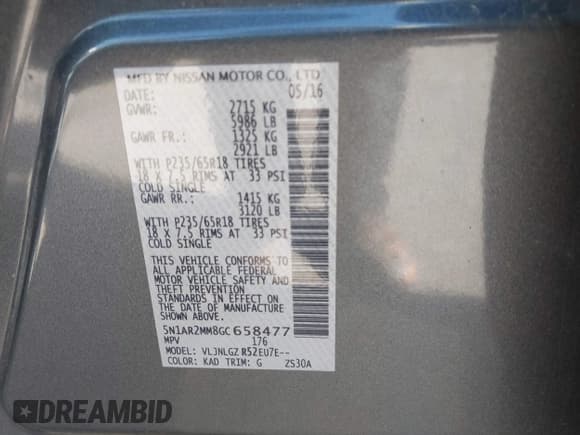 MFD BY NISSAN MOTOR CO., LTD
DATE: 05/16
GVWR: 2715 KG
5986 LB
GAWR FR.: 1325 KG
2921 LB
WITH P235/65R18 TIRES
18 X 7.5 RIMS AT 33 PSI
COLD SINGLE
GAWR RR.: 1415 KG
3120 LB
WITH P235/65R18 TIRES
18 X 7.5 RIMS AT 33 PSI
COLD SINGLE
THIS VEHICLE CONFORMS TO
ALL APPLICABLE FEDERAL
MOTOR VEHICLE SAFETY AND
THEFT PREVENTION
STANDARDS IN EFFECT ON
THE DATE OF MANUFACTURE
SHOWN ABOVE.
5N1AR2MM8GC658477
MPV 176
MODEL: VLJNLGZ R52EU7E--
COLOR: KAD TRIM: G ZS30A
DREAMBID